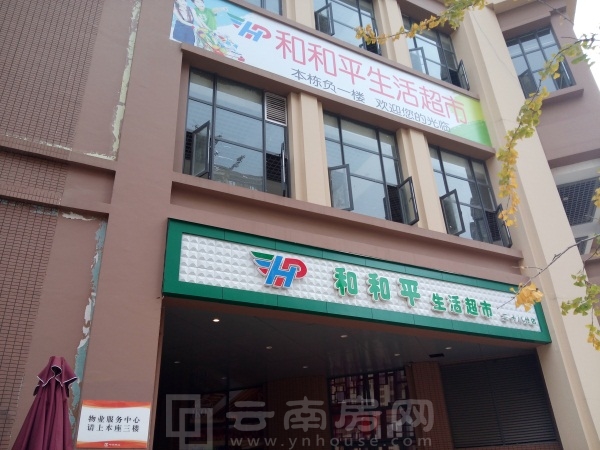 HP 和和平生活超市
本栋负一楼 欢迎您的光临
HP 和和平 生活超市
物业服务中心
请上本座三楼
云南房网
www.ynhouse.com